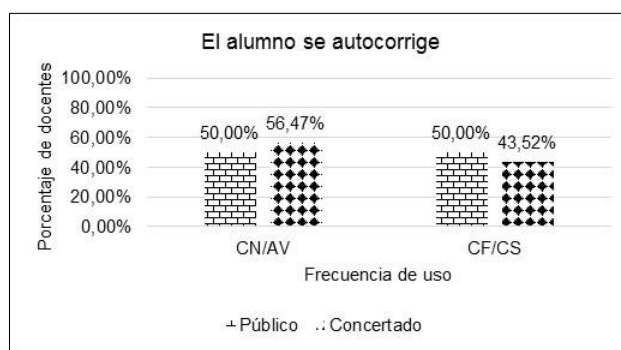 El alumno se autocorrige
Porcentaje de docentes
100,00%
80,00%
60,00%
40,00%
20,00%
0,00%
50,00%
56,47%
50,00%
43,52%
CN/AV
CF/CS
Frecuencia de uso
Público
Concertado